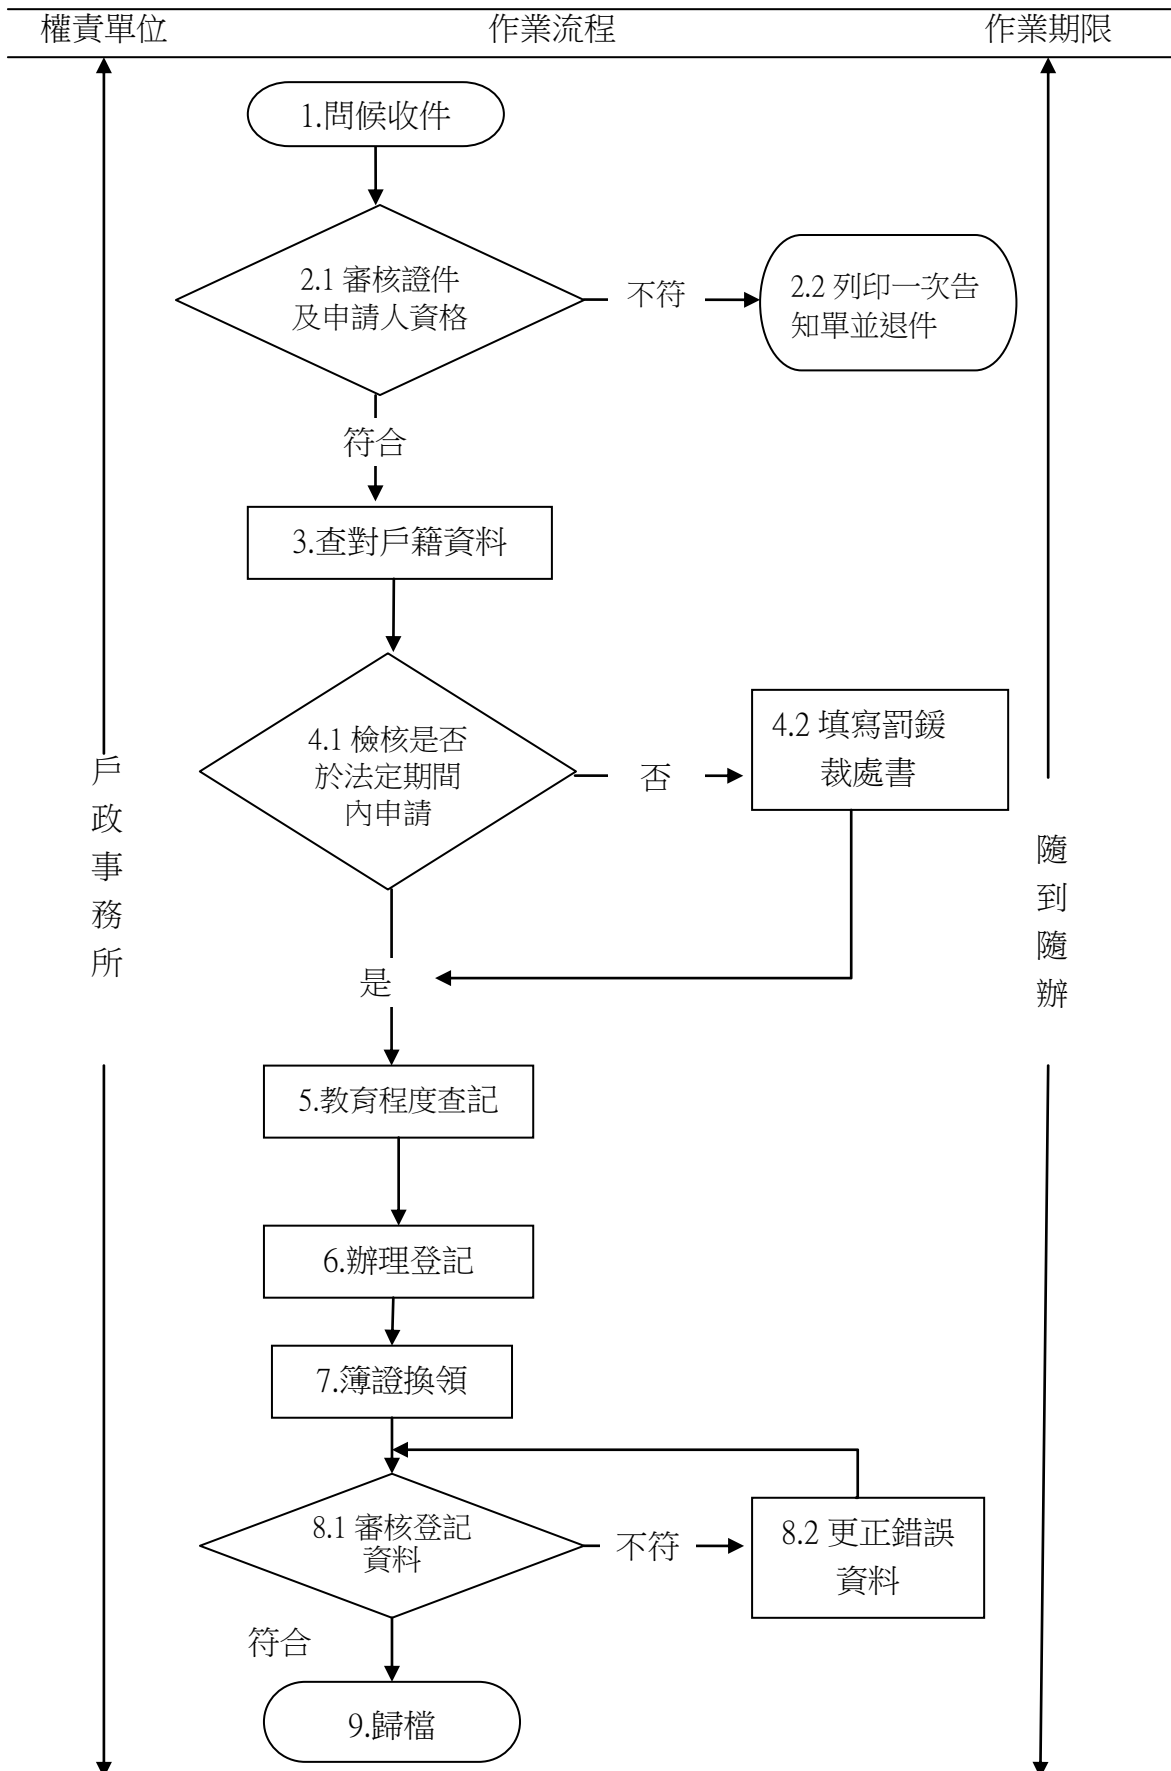 權責單位 作業流程 作業期限
1.問候收件
2.1 審核證件
及申請人資格
不符
2.2 列印一次告
知單並退件
符合
3.查對戶籍資料
4.1 檢核是否
於法定期間
內申請
否
4.2 填寫罰鍰
裁處書
戶政事務所
隨到隨辦
是
5.教育程度查記
6.辦理登記
7.簿證換領
8.1 審核登記
資料
不符
8.2 更正錯誤
資料
符合
9.歸檔